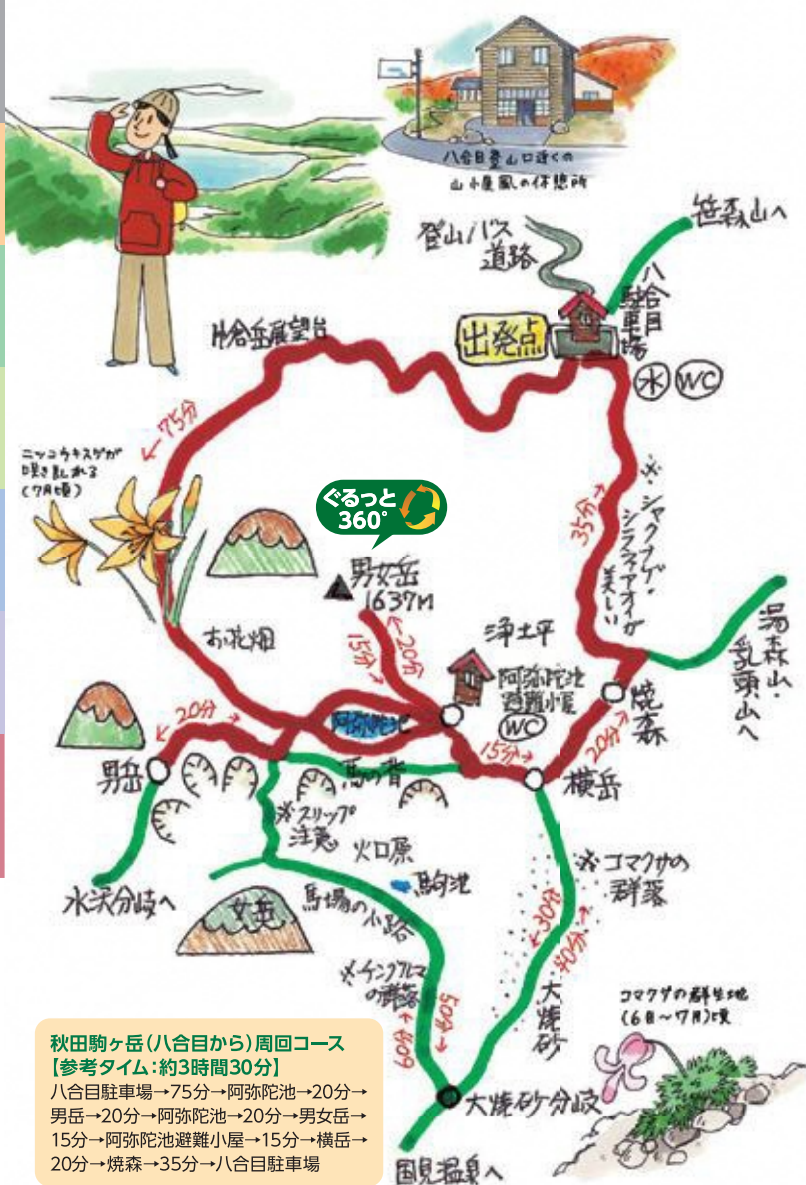 八合目登山口近くの
山小屋風の休憩所
笹森山へ
登山バス
道路
八合目
駐車場
出発点
水
WC
片倉岳展望台
←75分
ニッコウキスゲが
咲き乱れる
(7月頃)
ぐるっと
360°
男女岳
1637m
←20分
15分→
35分→
※シャクナゲ・
シラネアオイが
美しい
お花畑
浄土平
阿弥陀池
避難小屋
WC
阿弥陀池
湯森山・
乳頭山へ
焼森
20分→
←20分→
15分→
男岳
馬の背
横岳
※スリップ
注意
火口原
駒池
水沢分岐へ
女岳
馬場の小路
※コマクサの
群落
←30分
40分→
※チングルマ
の群落
50分→
←60分
大焼砂
コマクサの群生地
(6月〜7月)頃
大焼砂分岐
国見温泉へ
秋田駒ヶ岳(八合目から)周回コース
【参考タイム:約3時間30分】
八合目駐車場→75分→阿弥陀池→20分→
男岳→20分→阿弥陀池→20分→男女岳→
15分→阿弥陀池避難小屋→15分→横岳→
20分→焼森→35分→八合目駐車場